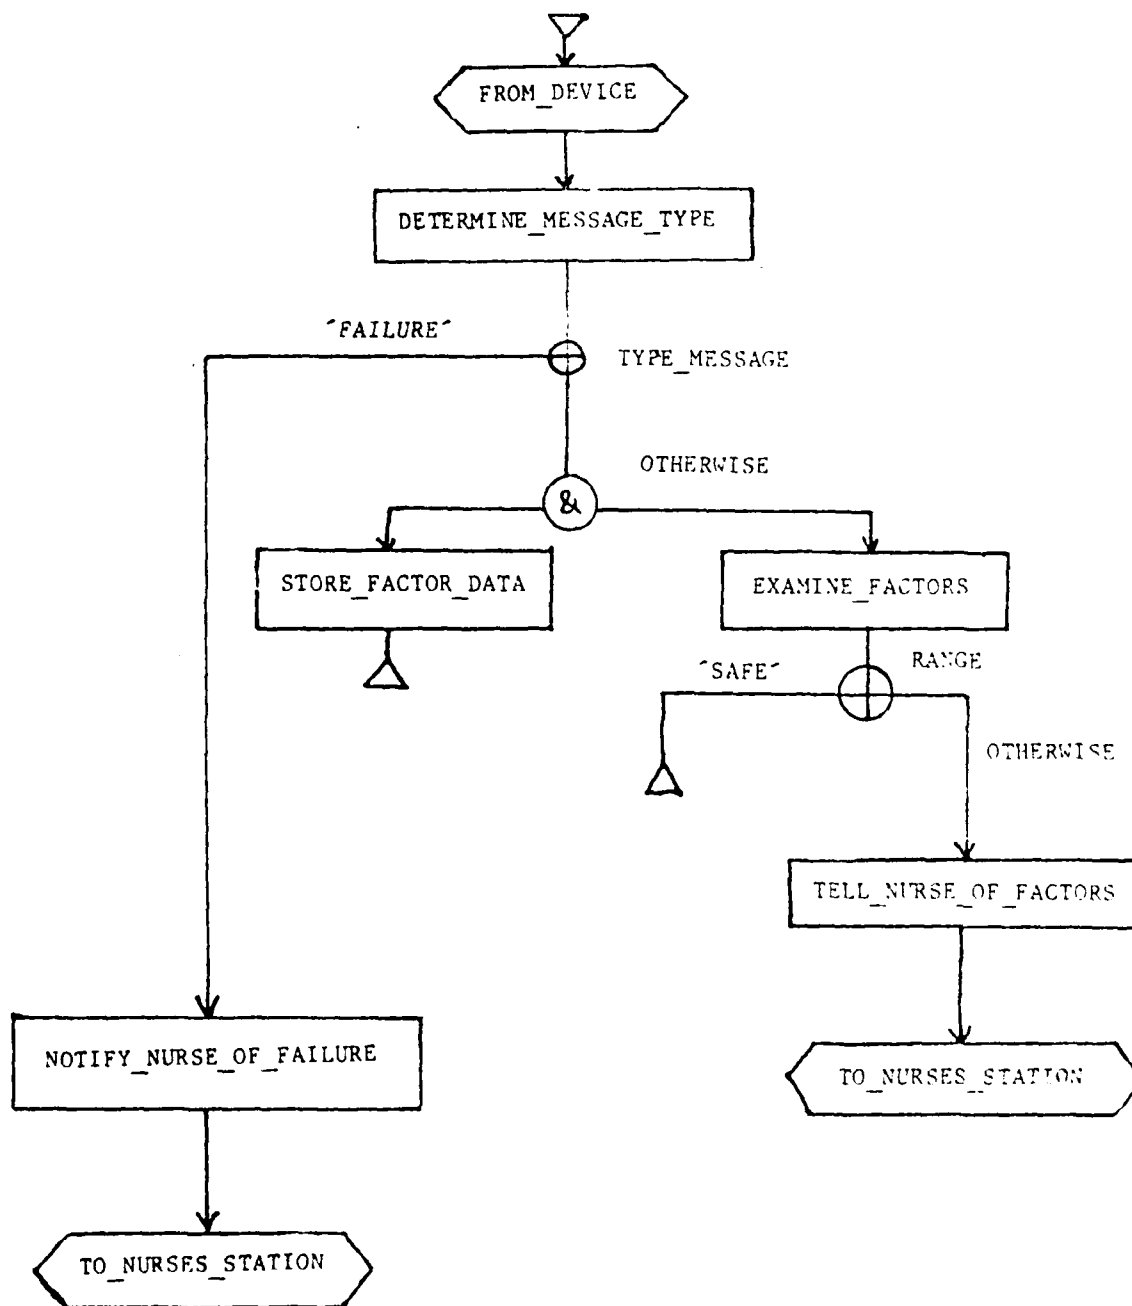 FROM_DEVICE
DETERMINE_MESSAGE_TYPE
´FAILURE´
TYPE_MESSAGE
OTHERWISE
&
STORE_FACTOR_DATA
EXAMINE_FACTORS
RANGE
´SAFE´
OTHERWISE
TELL_NURSE_OF_FACTORS
NOTIFY_NURSE_OF_FAILURE
TO_NURSES_STATION
TO_NURSES_STATION